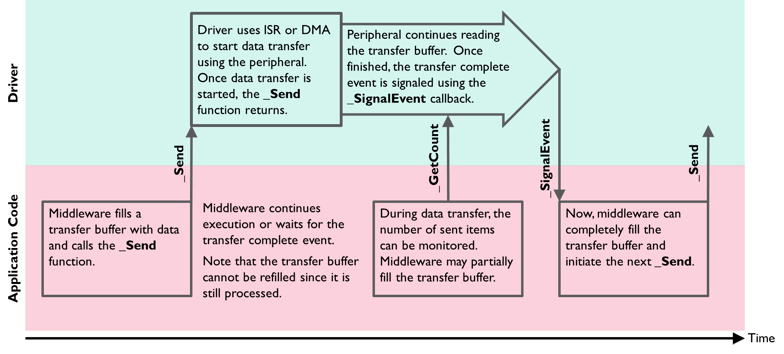 Driver
Driver uses ISR or DMA
to start data transfer
using the peripheral.
Once data transfer is
started, the _Send
function returns.
Peripheral continues reading
the transfer buffer. Once
finished, the transfer complete
event is signaled using the
_SignalEvent callback.
_Send
_GetCount
_SignalEvent
_Send
Application Code
Middleware fills a
transfer buffer with data
and calls the _Send
function.
Middleware continues
execution or waits for the
transfer complete event.
Note that the transfer buffer
cannot be refilled since it is
still processed.
During data transfer, the
number of sent items
can be monitored.
Middleware may partially
fill the transfer buffer.
Now, middleware can
completely fill the
transfer buffer and
initiate the next _Send.
Time